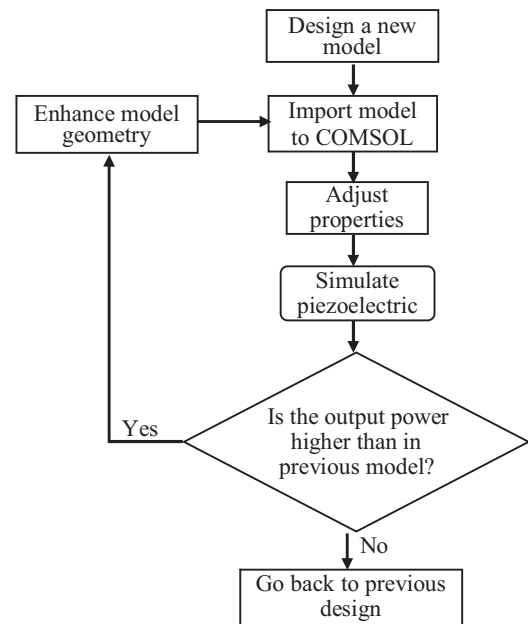 Design a new
model
Enhance model
geometry
Import model
to COMSOL
Adjust
properties
Simulate
piezoelectric
Is the output power
higher than in
previous model?
Yes
No
Go back to previous
design